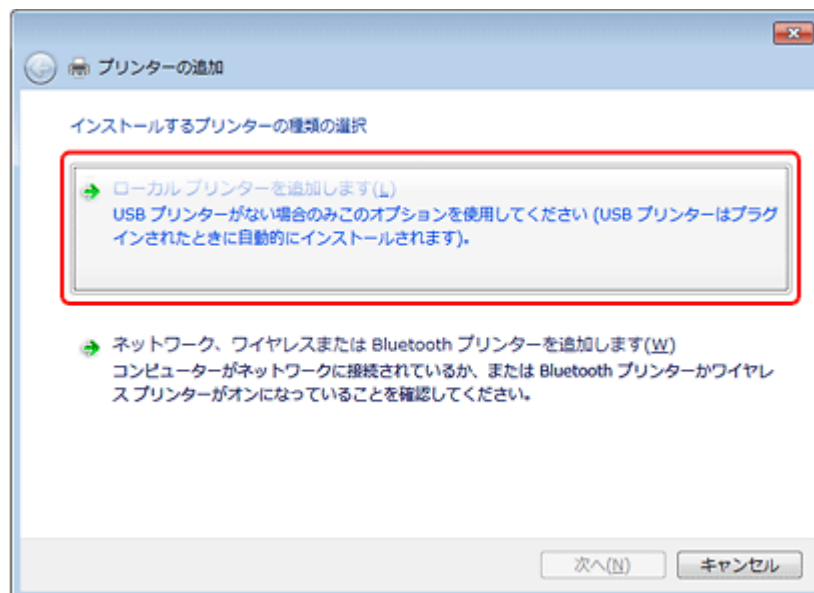 プリンターの追加
インストールするプリンターの種類の選択
ローカル プリンターを追加します(L)
USB プリンターがない場合のみこのオプションを使用してください (USB プリンターはプラグ
インされたときに自動的にインストールされます)。
ネットワーク、ワイヤレスまたは Bluetooth プリンターを追加します(W)
コンピューターがネットワークに接続されているか、または Bluetooth プリンターかワイヤレ
ス プリンターがオンになっていることを確認してください。
次へ(N) キャンセル